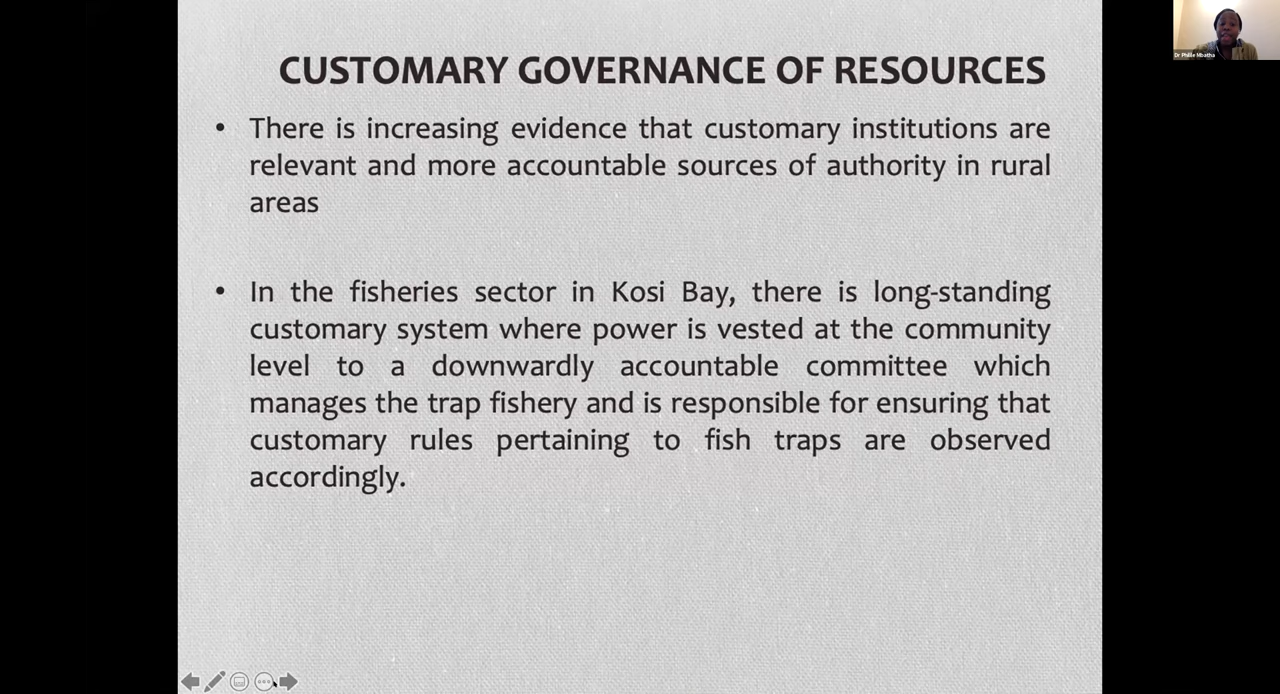 CUSTOMARY GOVERNANCE OF RESOURCES
• There is increasing evidence that customary institutions are
relevant and more accountable sources of authority in rural
areas
• In the fisheries sector in Kosi Bay, there is long-standing
customary system where power is vested at the community
level to a downwardly accountable committee which
manages the trap fishery and is responsible for ensuring that
customary rules pertaining to fish traps are observed
accordingly.
Dr Philile Mbatha